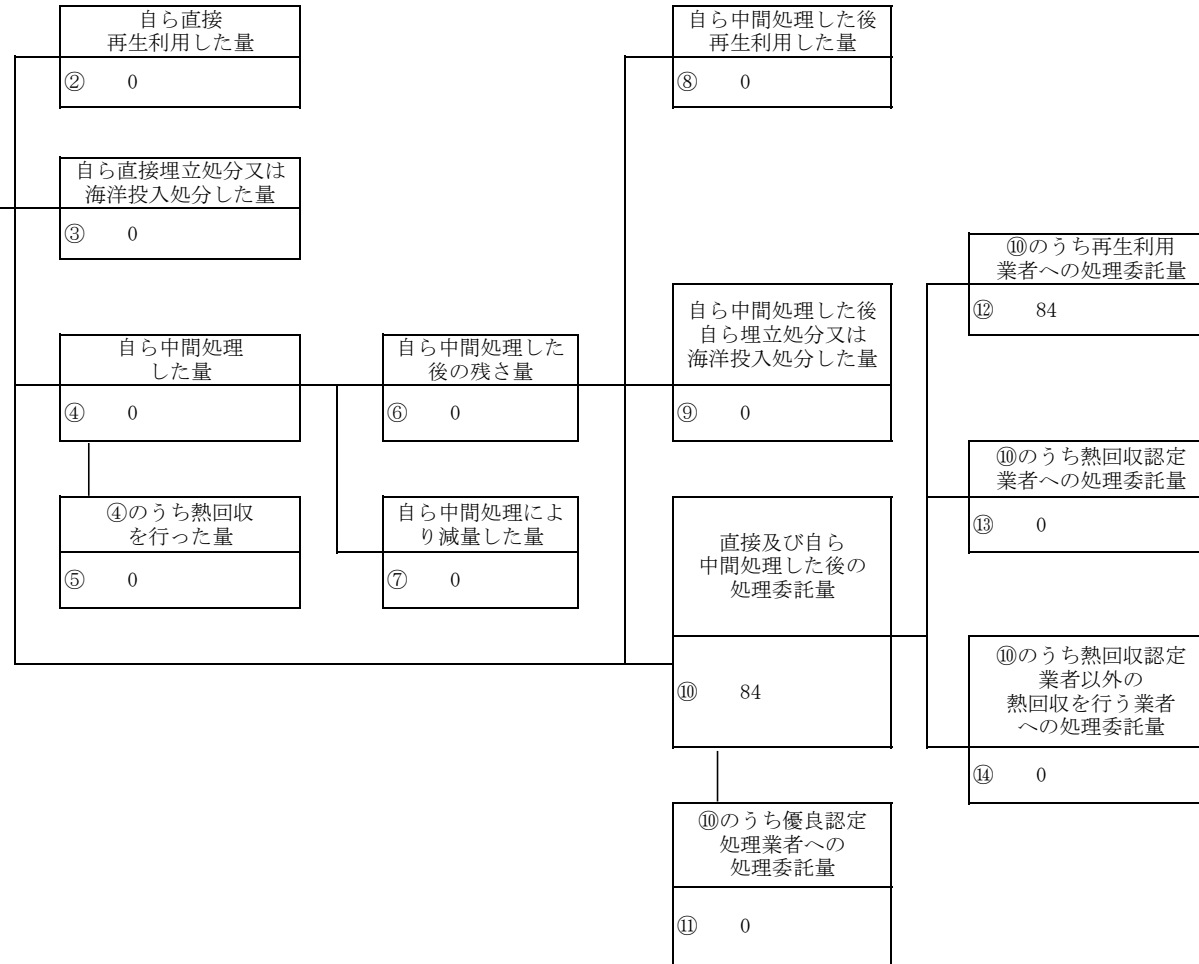 自ら直接
再生利用した量
② 0
自ら直接埋立処分又は
海洋投入処分した量
③ 0
自ら中間処理
した量
④ 0
④のうち熱回収
を行った量
⑤ 0
自ら中間処理した
後の残さ量
⑥ 0
自ら中間処理によ
り減量した量
⑦ 0
自ら中間処理した後
再生利用した量
⑧ 0
自ら中間処理した後
自ら埋立処分又は
海洋投入処分した量
⑨ 0
直接及び自ら
中間処理した後の
処理委託量
⑩ 84
⑩のうち優良認定
処理業者への
処理委託量
⑪ 0
⑩のうち再生利用
業者への処理委託量
⑫ 84
⑩のうち熱回収認定
業者への処理委託量
⑬ 0
⑩のうち熱回収認定
業者以外の
熱回収を行う業者
への処理委託量
⑭ 0